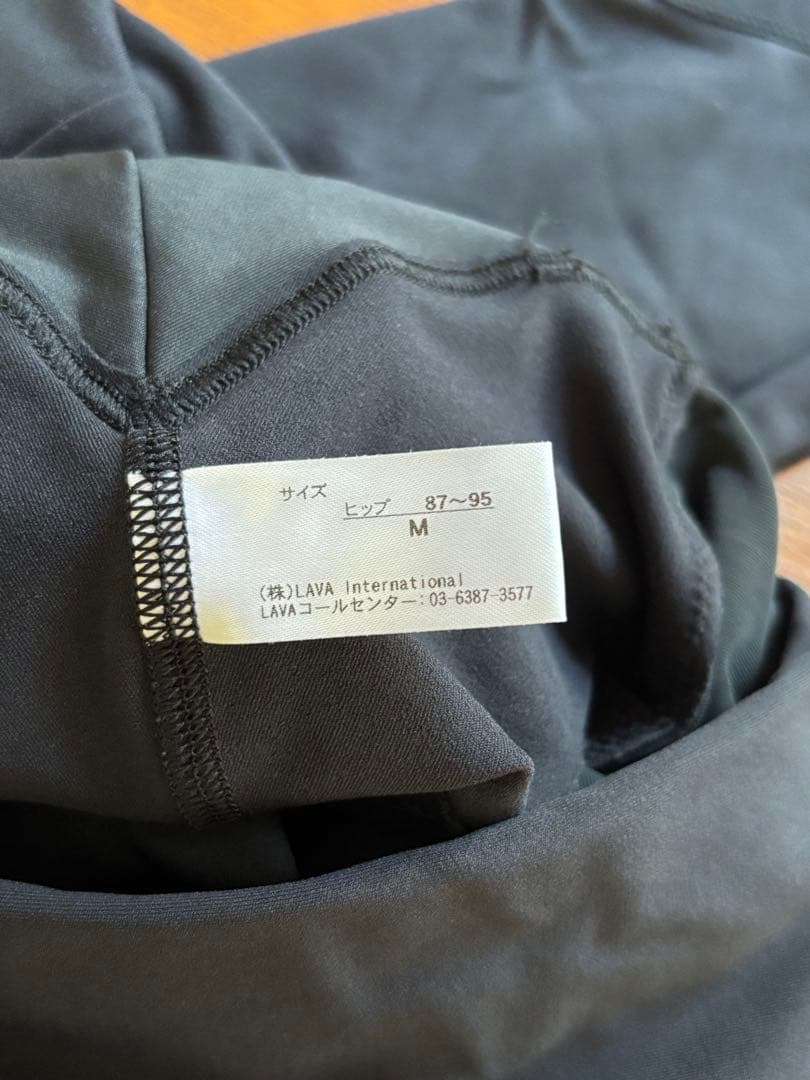 サイズ
ヒップ 87～95
M
(株)LAVA International
LAVAコールセンター:03-6387-3577